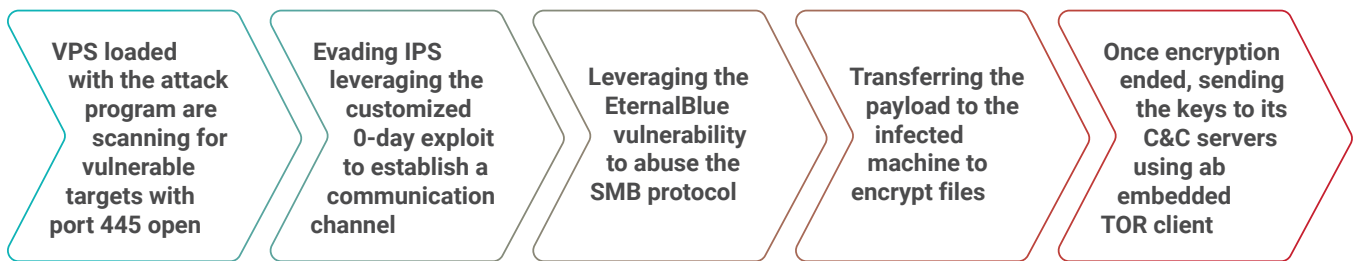 VPS loaded
with the attack
program are
scanning for
vulnerable
targets with
port 445 open
Evading IPS
leveraging the
customized
0-day exploit
to establish a
communication
channel
Leveraging the
EternalBlue
vulnerability
to abuse the
SMB protocol
Transferring the
payload to the
infected
machine to
encrypt files
Once encryption
ended, sending
the keys to its
C&C servers
using ab
embedded
TOR client